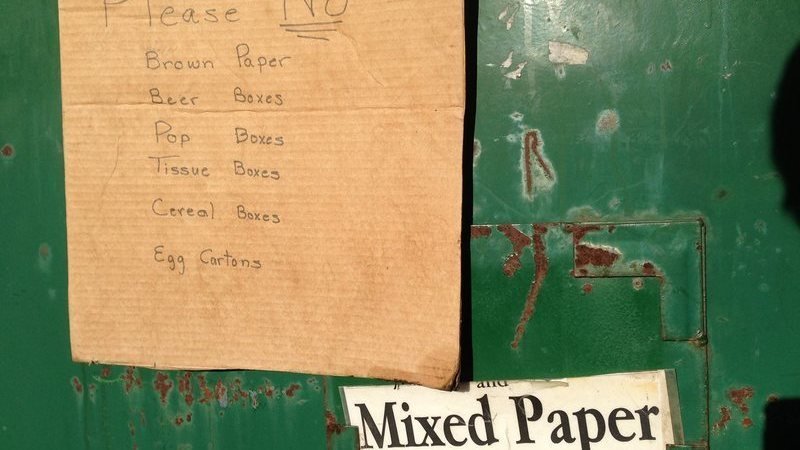 Please NO
Brown Paper
Beer Boxes
Pop Boxes
Tissue Boxes
Cereal Boxes
Egg Cartons
and
Mixed Paper